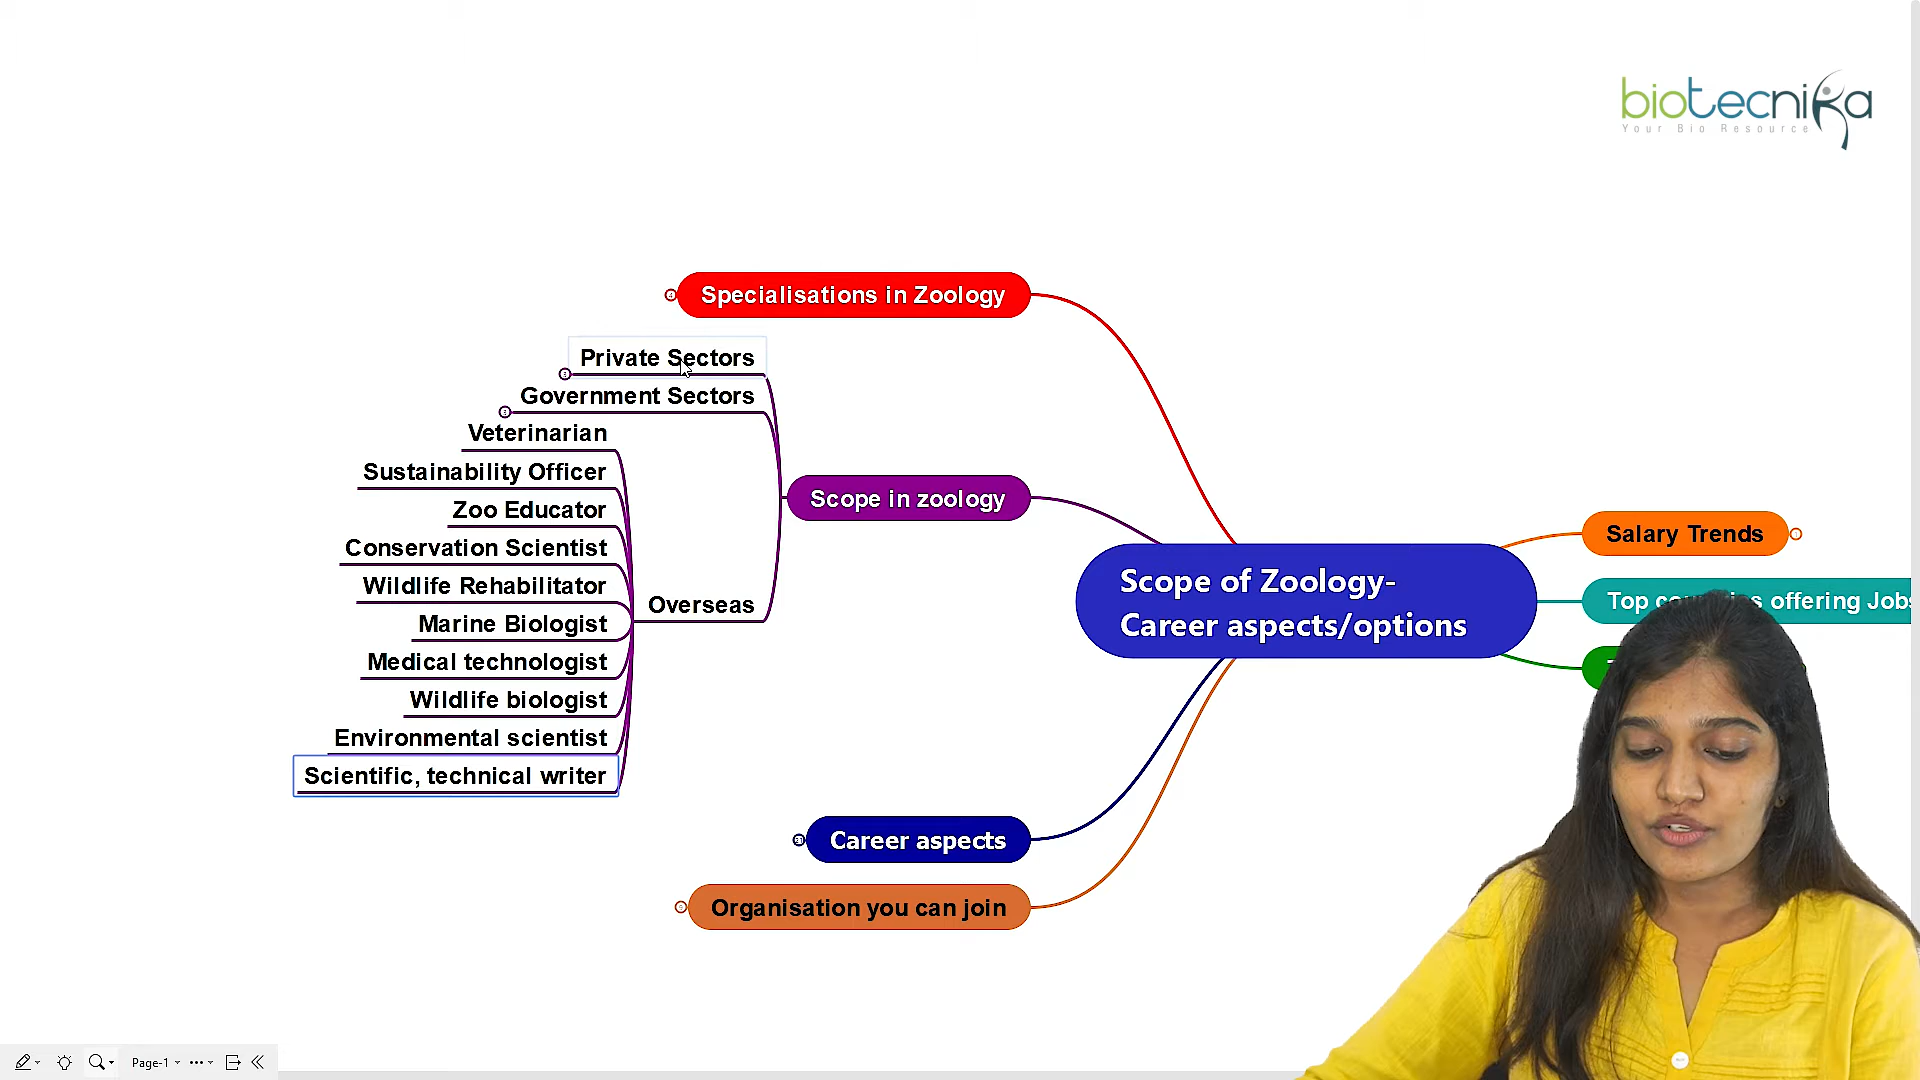 biotecnika
Your Bio Resource
Specialisations in Zoology
Private Sectors
Government Sectors
Veterinarian
Sustainability Officer
Zoo Educator
Conservation Scientist
Wildlife Rehabilitator
Marine Biologist
Medical technologist
Wildlife biologist
Environmental scientist
Scientific, technical writer
Overseas
Scope in zoology
Career aspects
Organisation you can join
Scope of Zoology-
Career aspects/options
Salary Trends
Top offering Jobs
Page-1